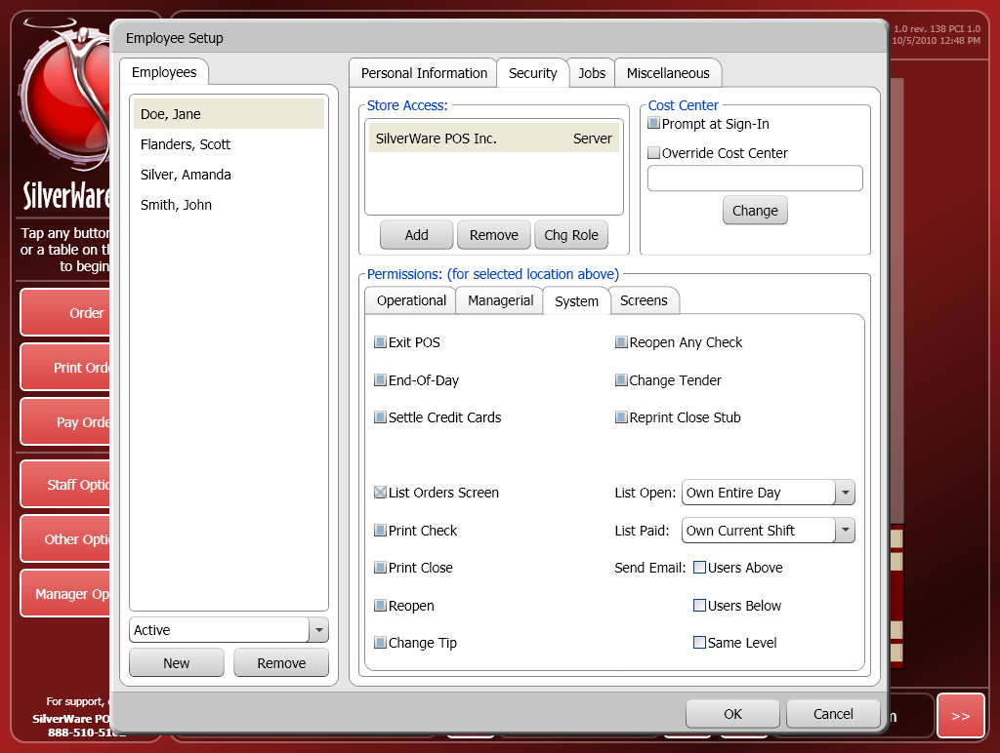 Employee Setup
1.0 rev. 138 PCI 1.0
10/5/2010 12:48 PM
Employees
Personal Information
Security
Jobs
Miscellaneous
Doe, Jane
Flanders, Scott
Silver, Amanda
Smith, John
Active
New
Remove
Store Access:
SilverWare POS Inc. Server
Add
Remove
Chg Role
Cost Center
Prompt at Sign-In
Override Cost Center
Change
Permissions: (for selected location above)
Operational
Managerial
System
Screens
Exit POS
Reopen Any Check
End-Of-Day
Change Tender
Settle Credit Cards
Reprint Close Stub
List Orders Screen
List Open: Own Entire Day
Print Check
List Paid: Own Current Shift
Print Close
Send Email: Users Above
Reopen
Users Below
Change Tip
Same Level
OK
Cancel
SilverWare
Tap any button
or a table on th
to begin
Order
Print Orde
Pay Orde
Staff Optio
Other Optio
Manager Op
For support,
SilverWare PO
888-510-510
>>